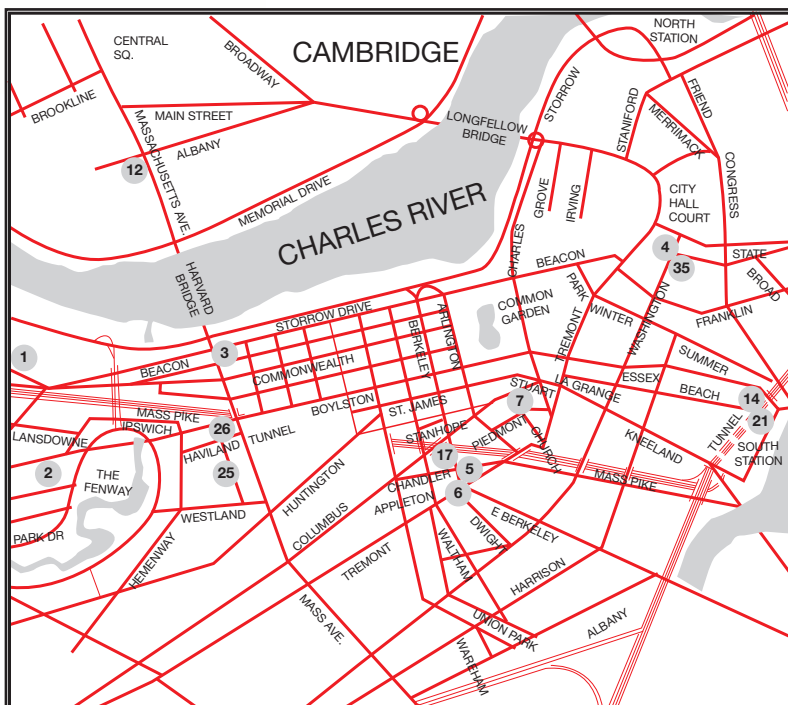 NORTH
STATION
CENTRAL
SQ.
BROADWAY
CAMBRIDGE
BROOKLINE
MAIN STREET
MASSACHUSETTS AVE.
ALBANY
12
MEMORIAL DRIVE
LONGFELLOW
BRIDGE
STORROW
STANIFORD
FRIEND
MERRIMACK
CONGRESS
CHARLES RIVER
HARVARD
BRIDGE
CHARLES
GROVE
IRVING
CITY
HALL
COURT
4
35
STATE
BROAD
BEACON
PARK
COMMON
GARDEN
TREMONT
WINTER
WASHINGTON
FRANKLIN
SUMMER
STORROW DRIVE
ARLINGTON
BERKELEY
1
3
BEACON
COMMONWEALTH
BOYLSTON
ST. JAMES
STUART
LA GRANGE
ESSEX
BEACH
7
14
21
TUNNEL
SOUTH
STATION
MASS PIKE
IPSWICH
LANSDOWNE
26
HAVILAND
TUNNEL
25
2
THE
FENWAY
PARK DR
WESTLAND
HEMENWAY
HUNTINGTON
COLUMBUS
STANHOPE
PIEDMONT
CHURCH
KNEELAND
MASS PIKE
17
5
CHANDLER
6
APPLETON
TREMONT
DWIGHT
E BERKELEY
WALTHAM
HARRISON
MASS AVE.
UNION PARK
WAREHAM
ALBANY